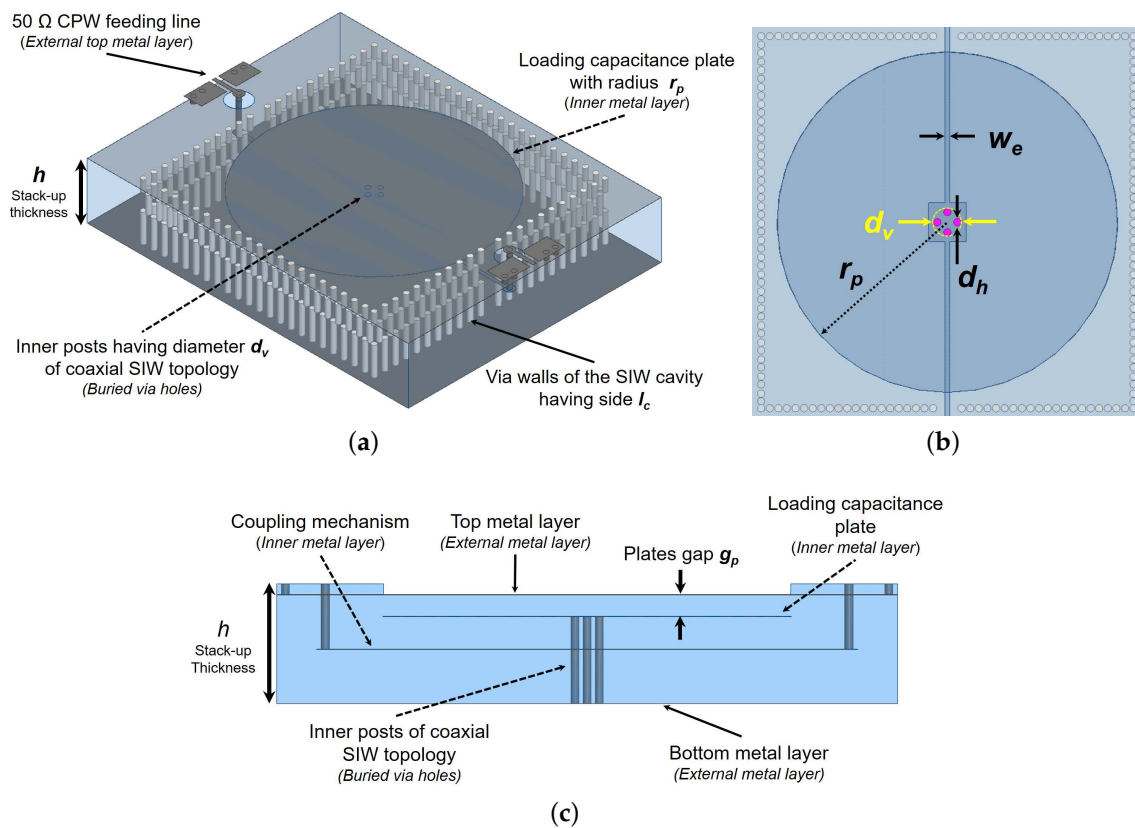 50 Ω CPW feeding line
(External top metal layer)
Loading capacitance plate
with radius r_p
(Inner metal layer)
h
Stack-up
thickness
Inner posts having diameter d_v
of coaxial SIW topology
(Buried via holes)
Via walls of the SIW cavity
having side l_c
(a)
w_e
d_v
r_p
d_h
(b)
Coupling mechanism
(Inner metal layer)
Top metal layer
(External metal layer)
Plates gap g_p
Loading capacitance
plate
(Inner metal layer)
h
Stack-up
Thickness
Inner posts of coaxial
SIW topology
(Buried via holes)
Bottom metal layer
(External metal layer)
(c)